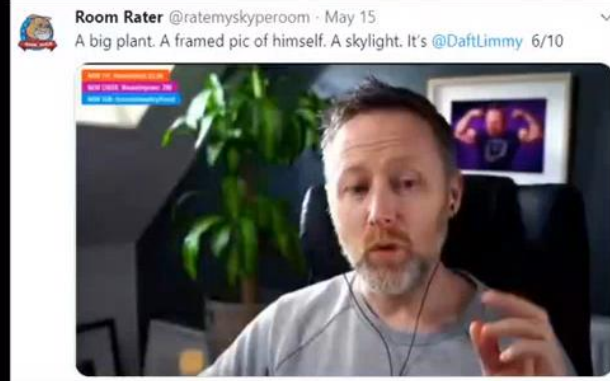 Room Rater @ratemyskyperoom · May 15
A big plant. A framed pic of himself. A skylight. It's @DaftLimmy 6/10